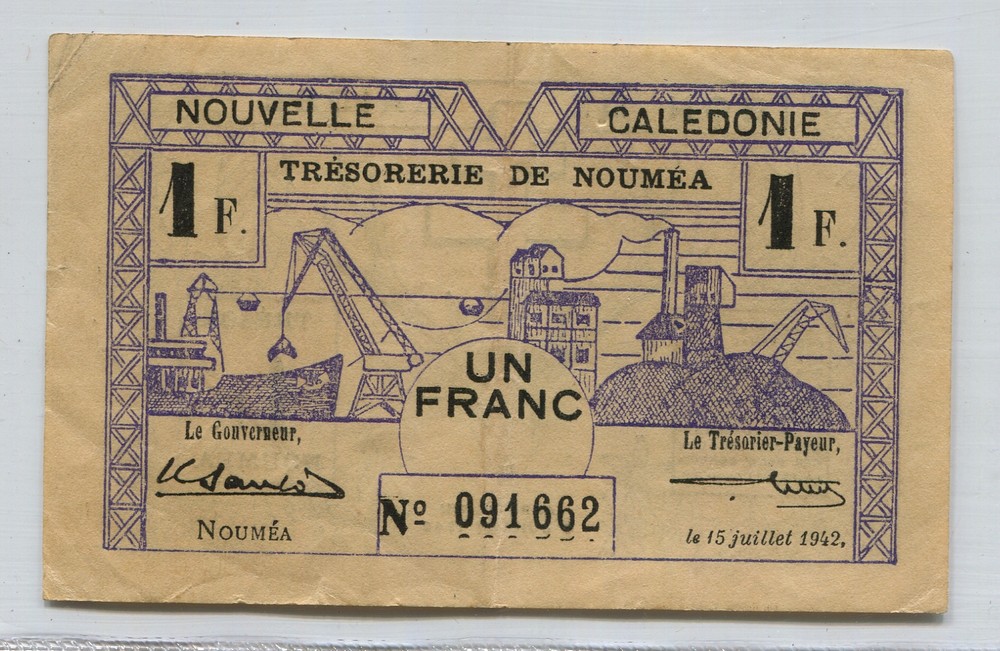 NOUVELLE CALEDONIE
TRÉSORERIE DE NOUMÉA
1 F. 1 F.
UN
FRANC
Le Gouverneur,
Le Trésorier-Payeur,
Nº 091662
NOUMÉA
le 15 juillet 1942,